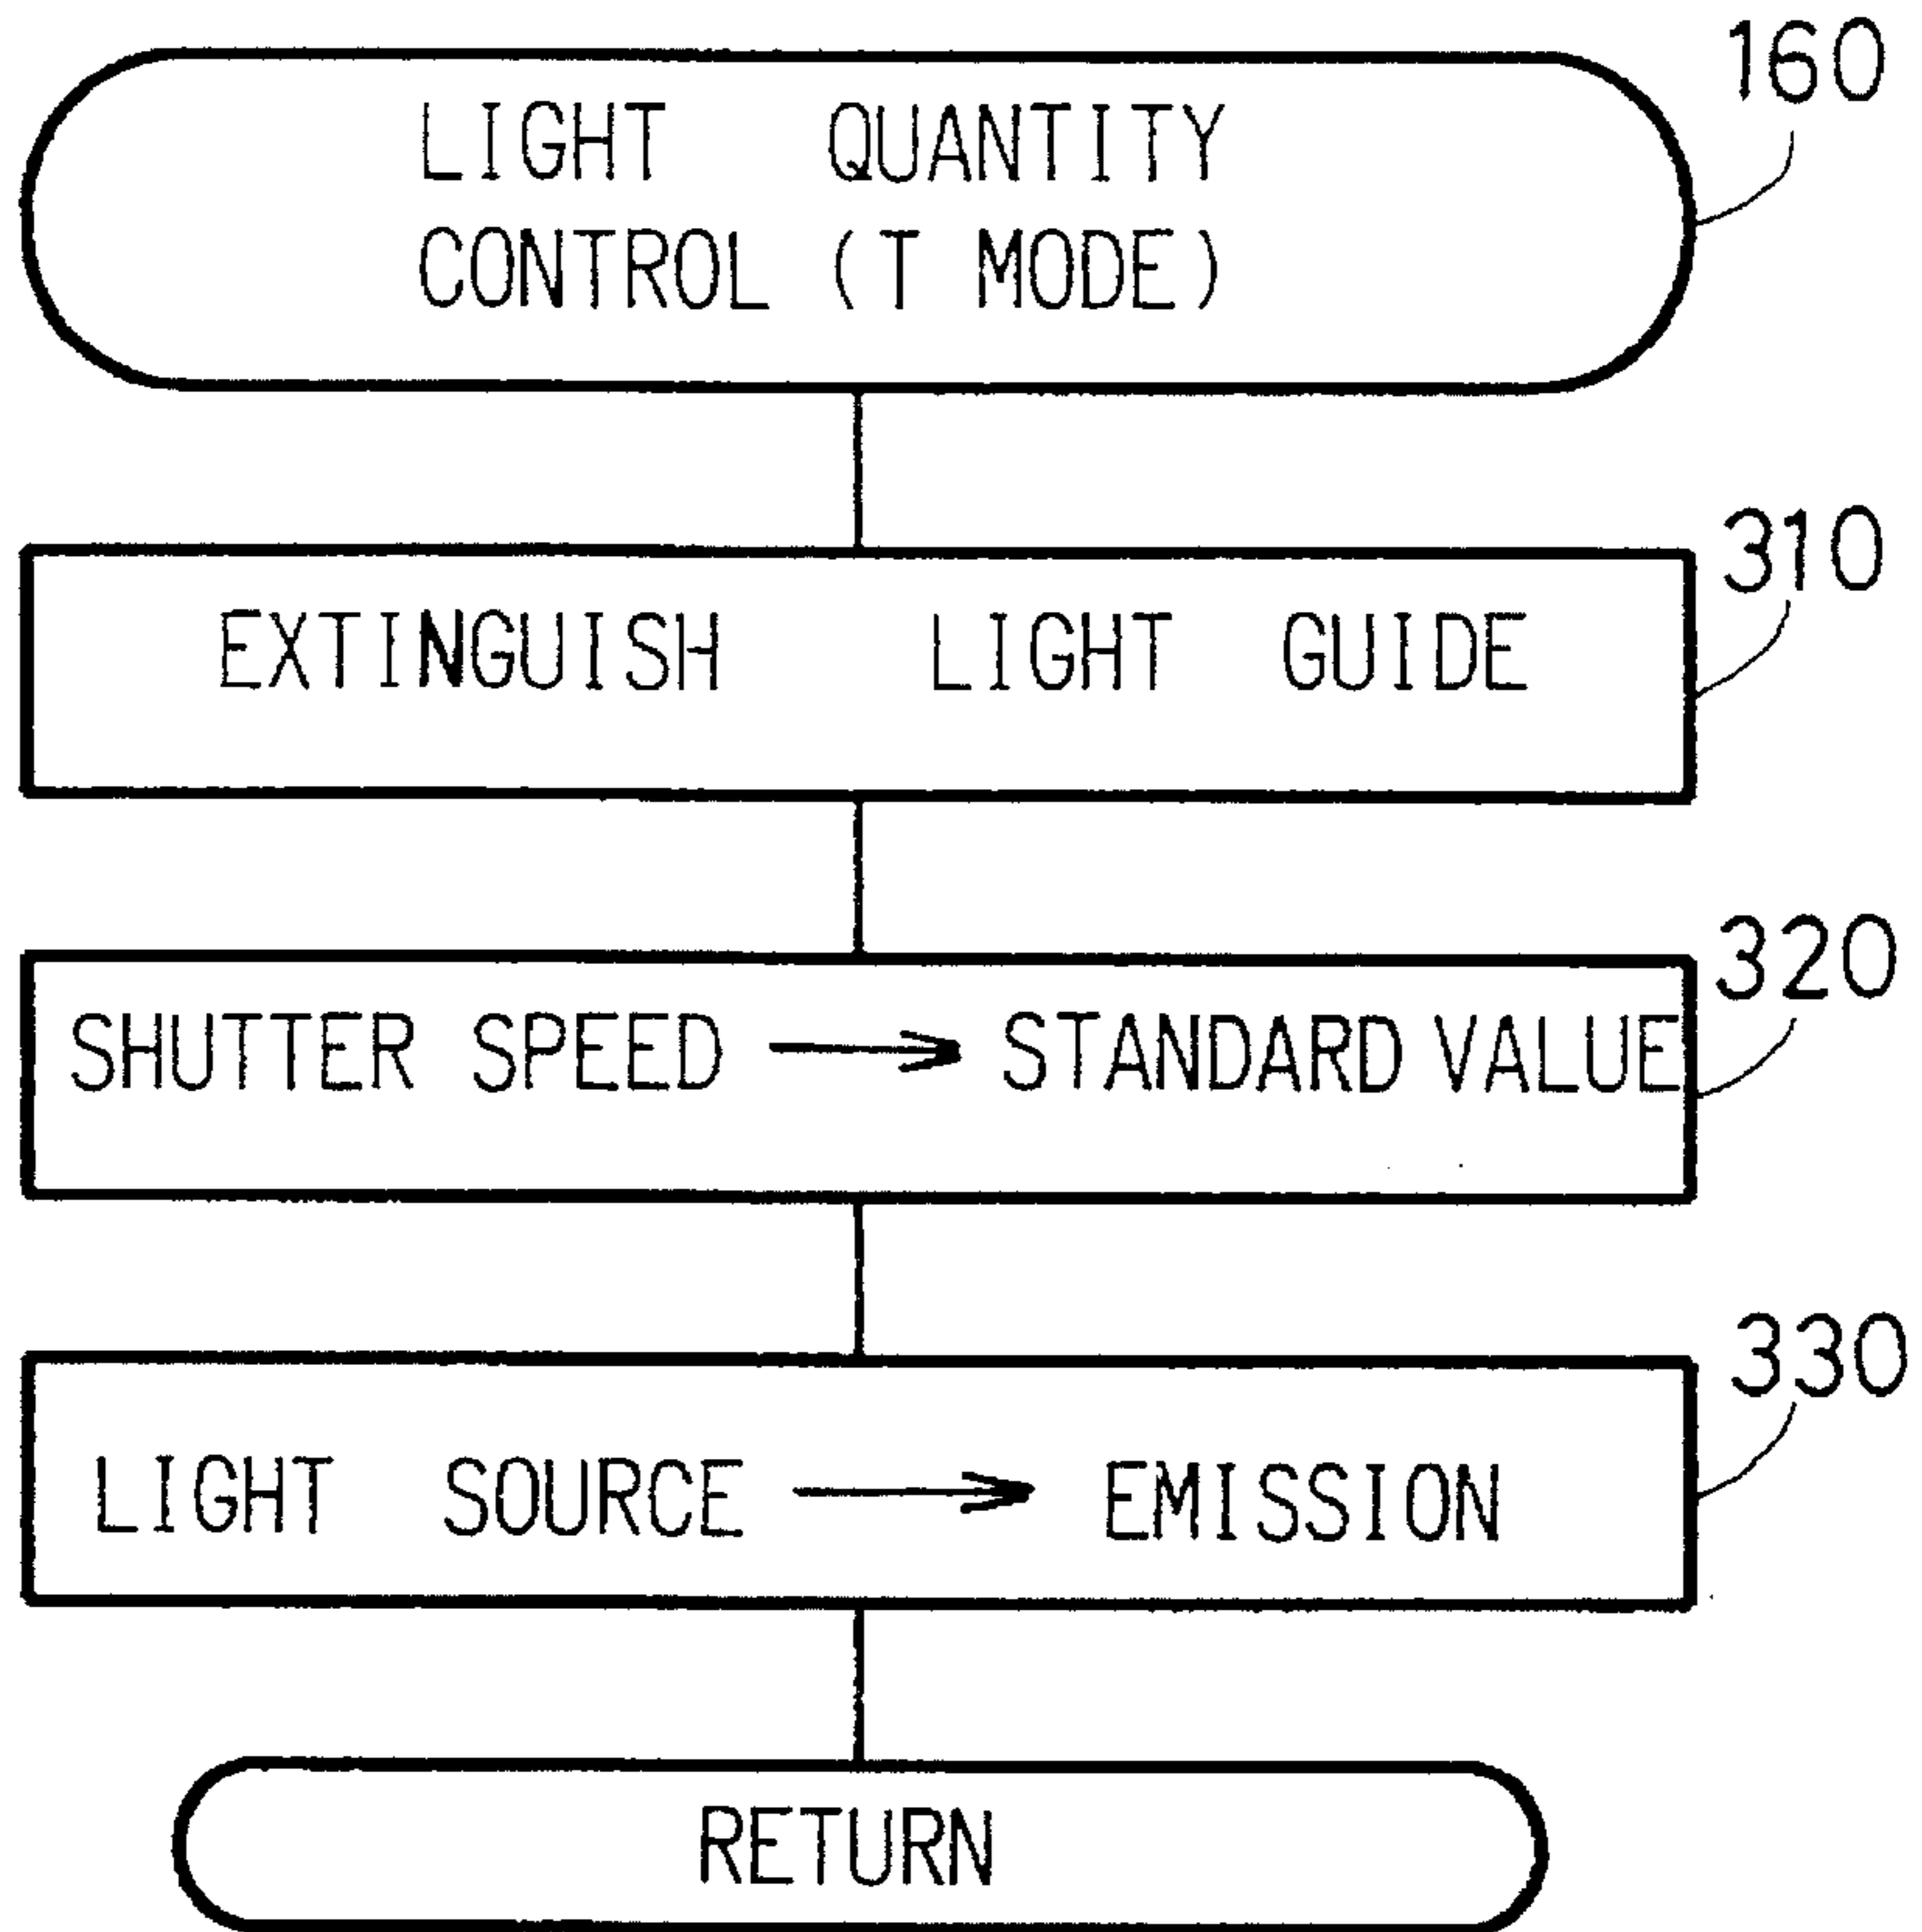 160
LIGHT QUANTITY
CONTROL (T MODE)
310
EXTINGUISH LIGHT GUIDE
320
SHUTTER SPEED → STANDARD VALUE
330
LIGHT SOURCE → EMISSION
RETURN